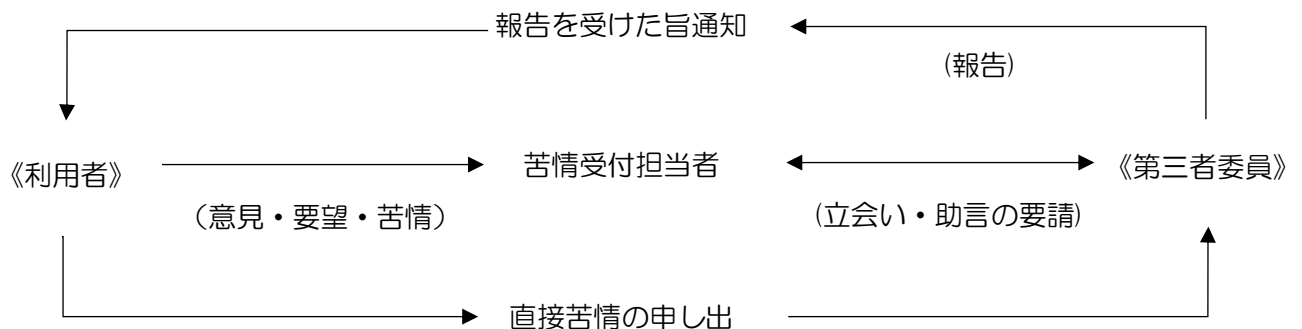 報告を受けた旨通知
(報告)
《利用者》
苦情受付担当者
《第三者委員》
（意見・要望・苦情）
(立会い・助言の要請)
直接苦情の申し出